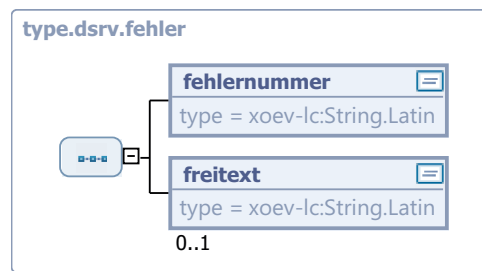 type.dsrv.fehler
fehlernummer
type = xoev-lc:String.Latin
freitext
type = xoev-lc:String.Latin
0..1